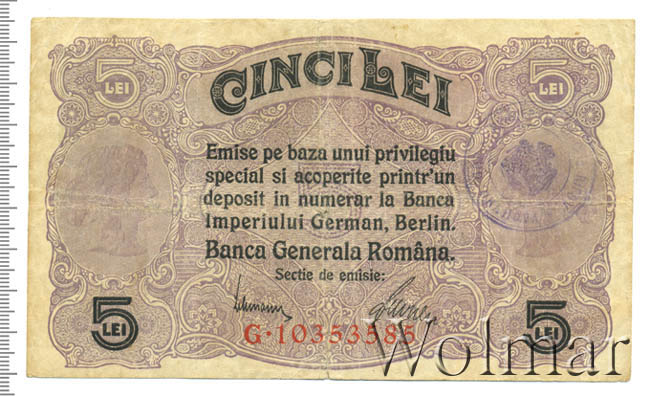 5 LEI
CINCI LEI
5 LEI
Emise pe baza unui privilegiu
special si acoperite printr'un
deposit in numerar la Banca
Imperiului German, Berlin.
Banca Generala Româna.
Sectie de emisie:
5 LEI
G·10353585
5 LEI
Wolmar